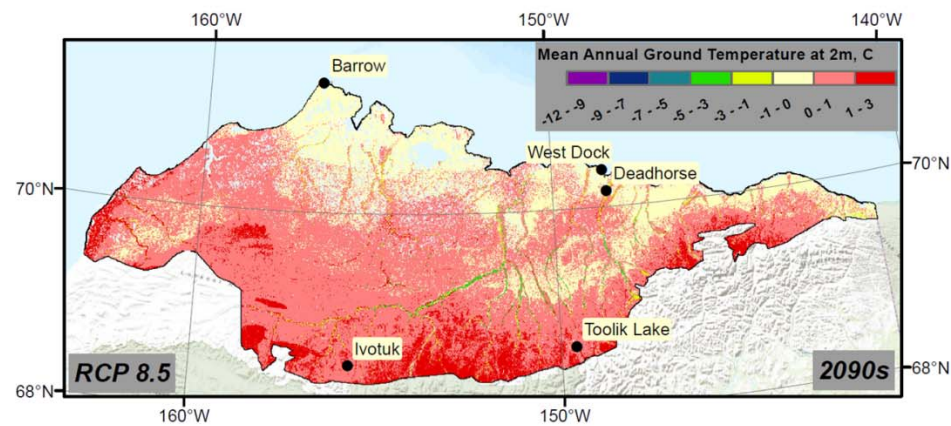 160°W
150°W
140°W
Mean Annual Ground Temperature at 2m, C
-12 - -9
-9 - -7
-7 - -5
-5 - -3
-3 - -1
-1 - 0
0 - 1
1 - 3
Barrow
West Dock
Deadhorse
70°N
70°N
Toolik Lake
Ivotuk
RCP 8.5
2090s
68°N
68°N
160°W
150°W